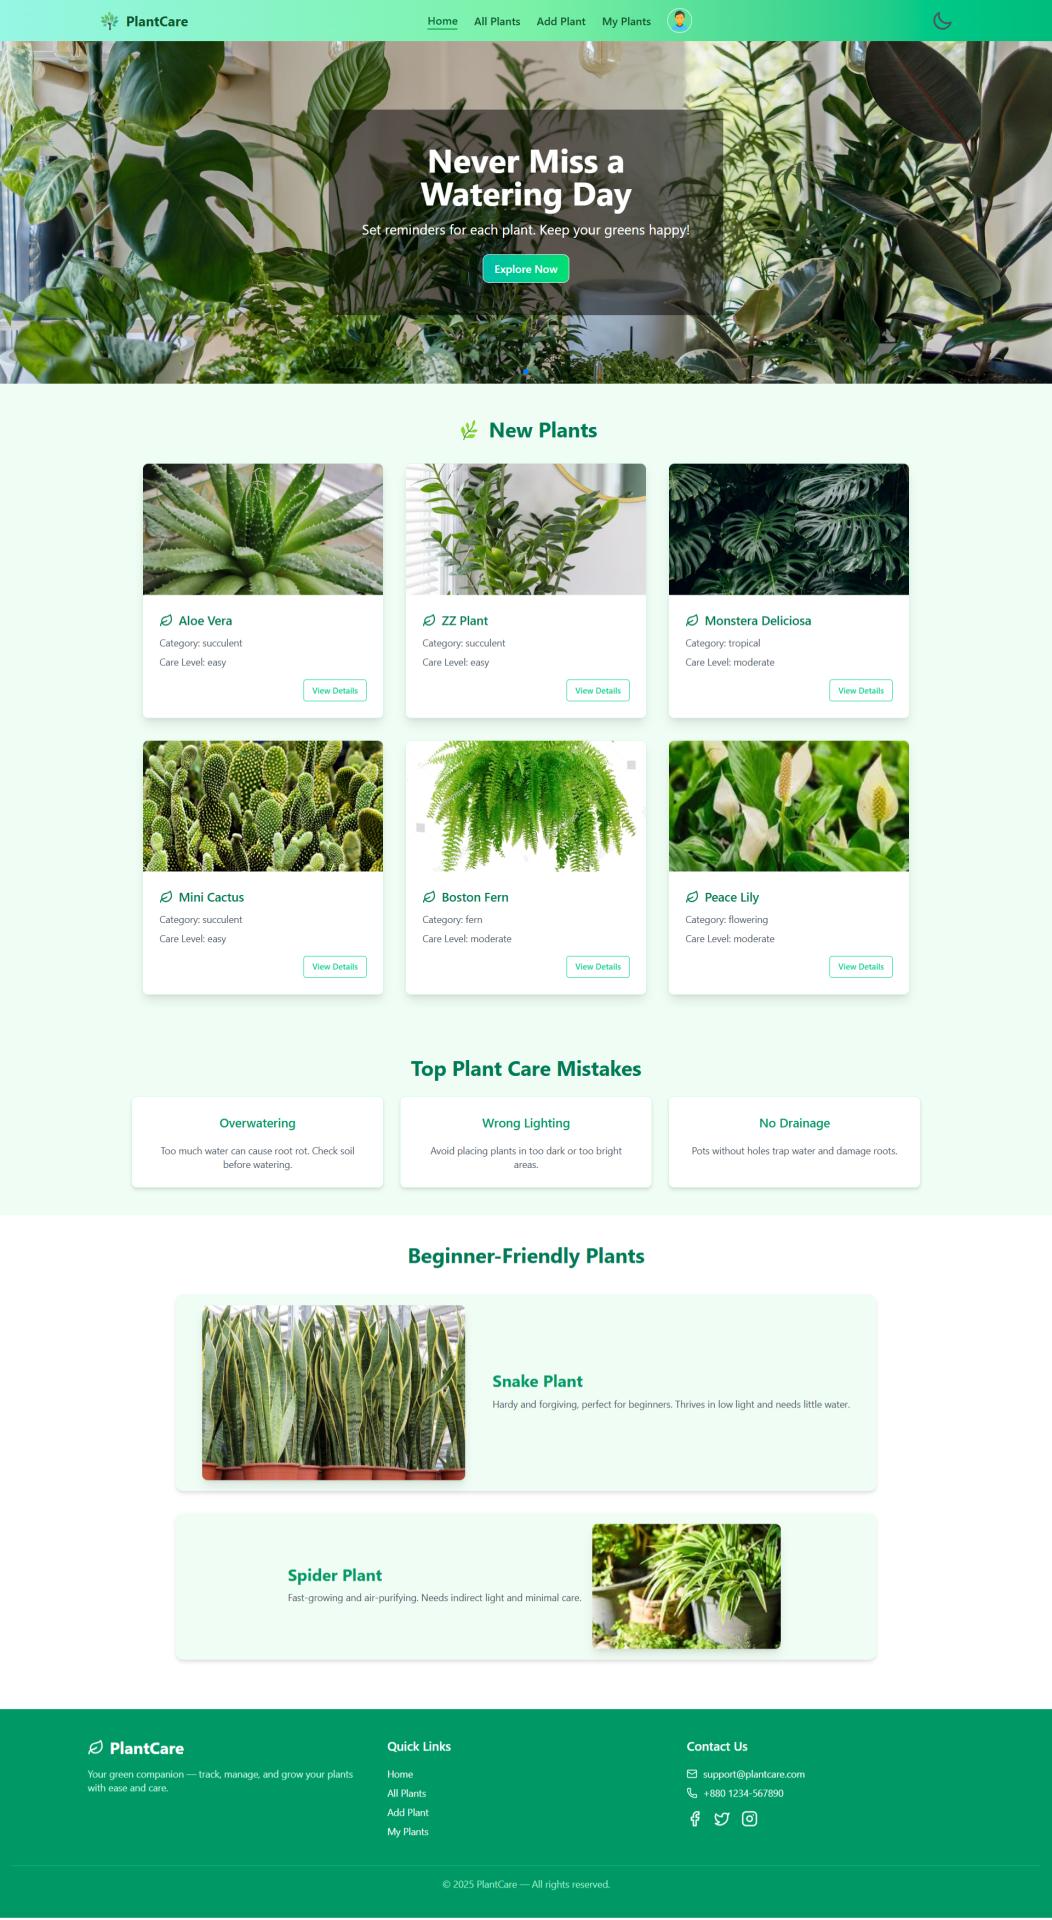 PlantCare
Home
All Plants
Add Plant
My Plants
Never Miss a
Watering Day
Set reminders for each plant. Keep your greens happy!
Explore Now
New Plants
Aloe Vera
Category: succulent
Care Level: easy
View Details
ZZ Plant
Category: succulent
Care Level: easy
View Details
Monstera Deliciosa
Category: tropical
Care Level: moderate
View Details
Mini Cactus
Category: succulent
Care Level: easy
View Details
Boston Fern
Category: fern
Care Level: moderate
View Details
Peace Lily
Category: flowering
Care Level: moderate
View Details
Top Plant Care Mistakes
Overwatering
Too much water can cause root rot. Check soil
before watering.
Wrong Lighting
Avoid placing plants in too dark or too bright
areas.
No Drainage
Pots without holes trap water and damage roots.
Beginner-Friendly Plants
Snake Plant
Hardy and forgiving, perfect for beginners. Thrives in low light and needs little water.
Spider Plant
Fast-growing and air-purifying. Needs indirect light and minimal care.
PlantCare
Your green companion — track, manage, and grow your plants
with ease and care.
Quick Links
Home
All Plants
Add Plant
My Plants
Contact Us
support@plantcare.com
+880 1234-567890
© 2025 PlantCare — All rights reserved.